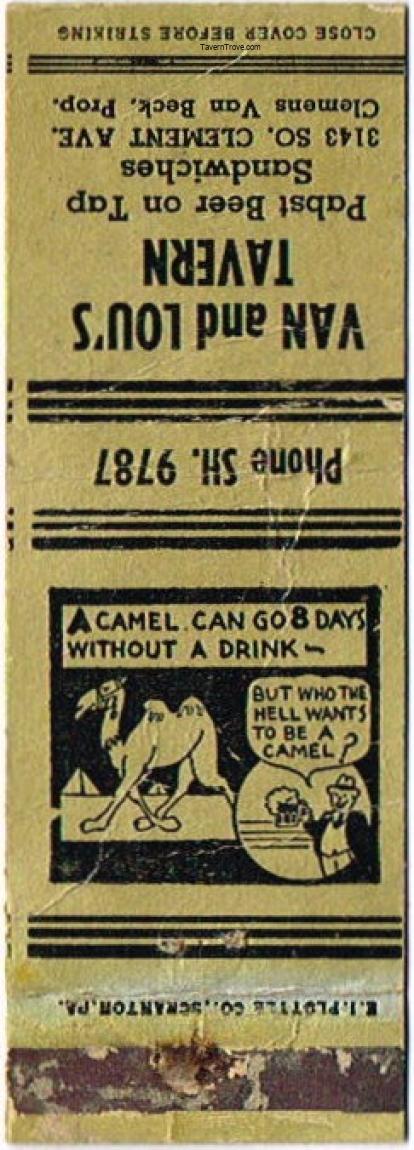 CLOSE COVER BEFORE STRIKING
TavernTrove.com
VAN and LOU'S
TAVERN
Pabst Beer on Tap
Sandwiches
3143 SO. CLEMENT AVE.
Clemens Van Beck, Prop.
Phone SH. 9787
A CAMEL CAN GO 8 DAYS
WITHOUT A DRINK~
BUT WHO THE
HELL WANTS
TO BE A
CAMEL?
PLOTTLE CO., SCRANTON, PA.